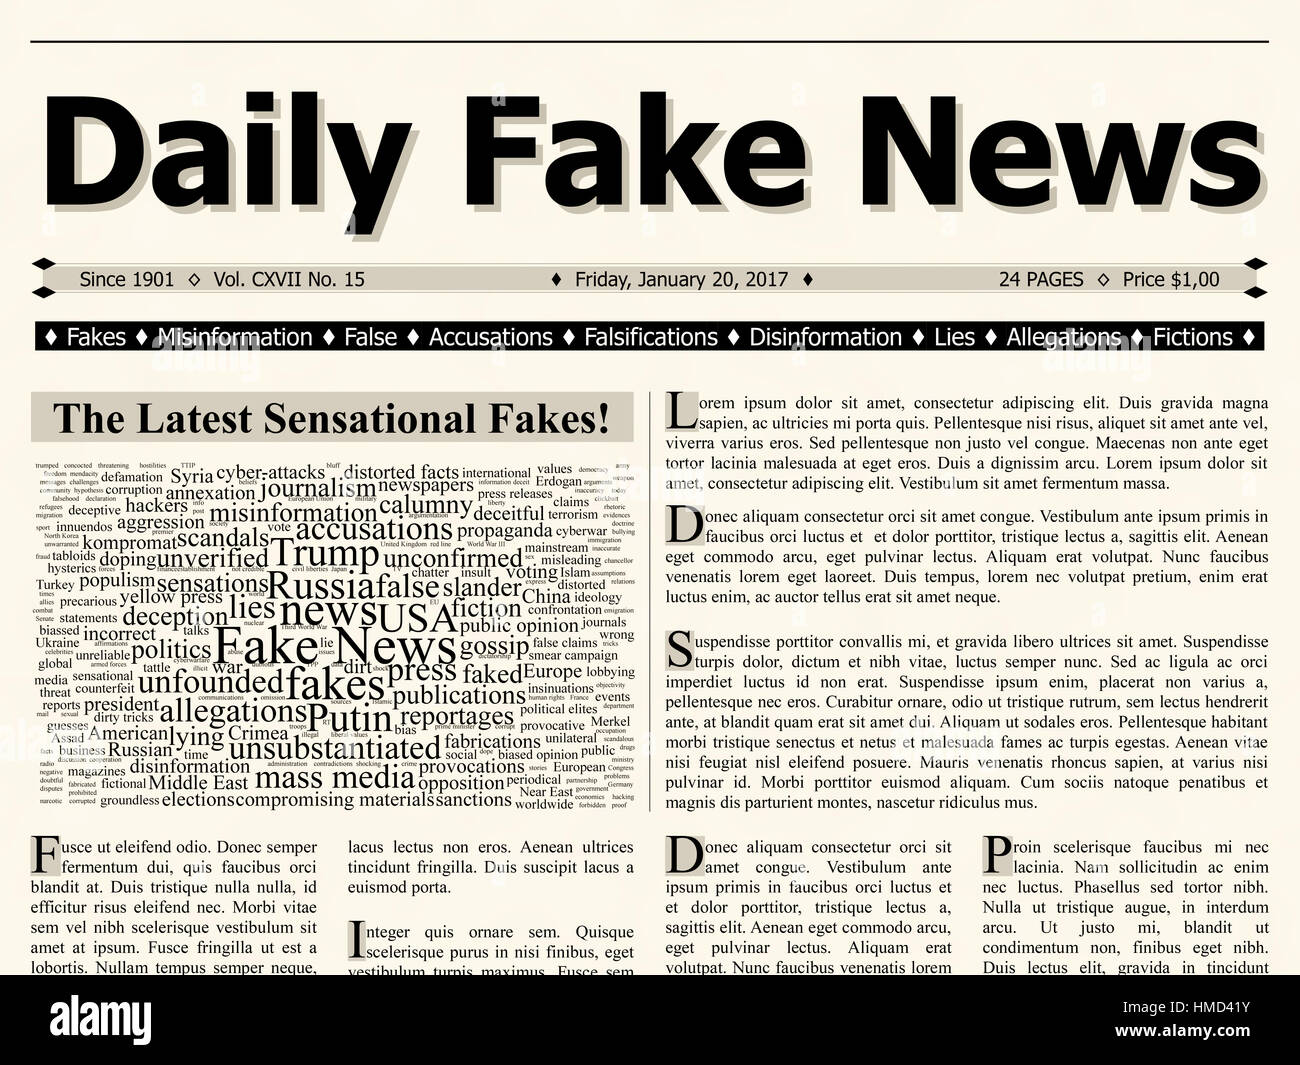 Daily Fake News
Since 1901 ◇ Vol. CXVII No. 15 ♦ Friday, January 20, 2017 ♦ 24 PAGES ◇ Price $1,00
♦ Fakes ♦ Misinformation ♦ False ♦ Accusations ♦ Falsifications ♦ Disinformation ♦ Lies ♦ Allegations ♦ Fictions ♦
The Latest Sensational Fakes!
Syria cyber-attacks distorted facts international values
defamation Erdogan
corruption annexation journalism newspapers press releases
hackers misinformation calumny claims
deceptive deceitful terrorism
innuendos aggression vote accusations propaganda cyberwar
kompromat scandals Trump unconfirmed mainstream
tabloids doping unverified misleading
hysterics chatter insult voting Islam
Turkey populism sensations Russia false slander distorted
precarious yellow press lies news USA fiction China ideology
statements deception confrontation
biassed incorrect talks public opinion journals
Ukraine politics Fake News gossip false claims wrong
global unreliable smear campaign
tattle war dirt press faked Europe lobbying
media sensational unfounded fakes insinuations
threat counterfeit publications events
reports president allegations Putin reportages political elites
dirty tricks bias provocative Merkel
guesses American lying Crimea unilateral
Assad business Russian unsubstantiated fabrications
time social biased opinion public
magazines disinformation mass media provocations European
fictional Middle East opposition periodical
Near East
groundless elections compromising materials sanctions worldwide
Lorem ipsum dolor sit amet, consectetur adipiscing elit. Duis gravida magna
sapien, ac ultricies mi porta quis. Pellentesque nisi risus, aliquet sit amet ante vel,
viverra varius eros. Sed pellentesque non justo vel congue. Maecenas non ante eget
tortor lacinia malesuada at eget eros. Duis a dignissim arcu. Lorem ipsum dolor sit
amet, consectetur adipiscing elit. Vestibulum sit amet fermentum massa.
Donec aliquam consectetur orci sit amet congue. Vestibulum ante ipsum primis in
faucibus orci luctus et et dolor porttitor, tristique lectus a, sagittis elit. Aenean
eget commodo arcu, eget pulvinar lectus. Aliquam erat volutpat. Nunc faucibus
venenatis lorem eget laoreet. Duis tempus, lorem nec volutpat pretium, enim erat
luctus enim, ac auctor tellus erat sit amet neque.
Suspendisse porttitor convallis mi, et gravida libero ultrices sit amet. Suspendisse
turpis dolor, dictum et nibh vitae, luctus semper nunc. Sed ac ligula ac orci
imperdiet luctus id non erat. Suspendisse ipsum enim, placerat non varius a,
pellentesque nec eros. Curabitur ornare, odio ut tristique rutrum, sem lectus hendrerit
ante, at blandit quam erat sit amet dui. Aliquam ut sodales eros. Pellentesque habitant
morbi tristique senectus et netus et malesuada fames ac turpis egestas. Aenean vitae
nisi feugiat nisl eleifend posuere. Mauris venenatis rhoncus sapien, at varius nisi
pulvinar id. Morbi porttitor euismod aliquam. Cum sociis natoque penatibus et
magnis dis parturient montes, nascetur ridiculus mus.
Fusce ut eleifend odio. Donec semper
fermentum dui, quis faucibus orci
blandit at. Duis tristique nulla nulla, id
efficitur risus eleifend nec. Morbi vitae
sem vel nibh scelerisque vestibulum sit
amet at ipsum. Fusce fringilla ut est a
lobortis. Nullam tempus semper neque,
lacus lectus non eros. Aenean ultrices
tincidunt fringilla. Duis suscipit lacus a
euismod porta.
Integer quis ornare sem. Quisque
scelerisque purus in nisi finibus, eget
vestibulum turpis maximus. Fusce sem
Donec aliquam consectetur orci sit
amet congue. Vestibulum ante
ipsum primis in faucibus orci luctus et
et dolor porttitor, tristique lectus a,
sagittis elit. Aenean eget commodo arcu,
eget pulvinar lectus. Aliquam erat
volutpat. Nunc faucibus venenatis lorem
Proin scelerisque faucibus mi nec
lacinia. Nam sollicitudin ac enim
nec luctus. Phasellus sed tortor nibh.
Nulla ut tristique augue, in interdum
arcu. Ut justo mi, blandit ut
condimentum non, finibus eget nibh.
Duis lectus elit, gravida in tincidunt
alamy
Image ID: HMD41Y
www.alamy.com